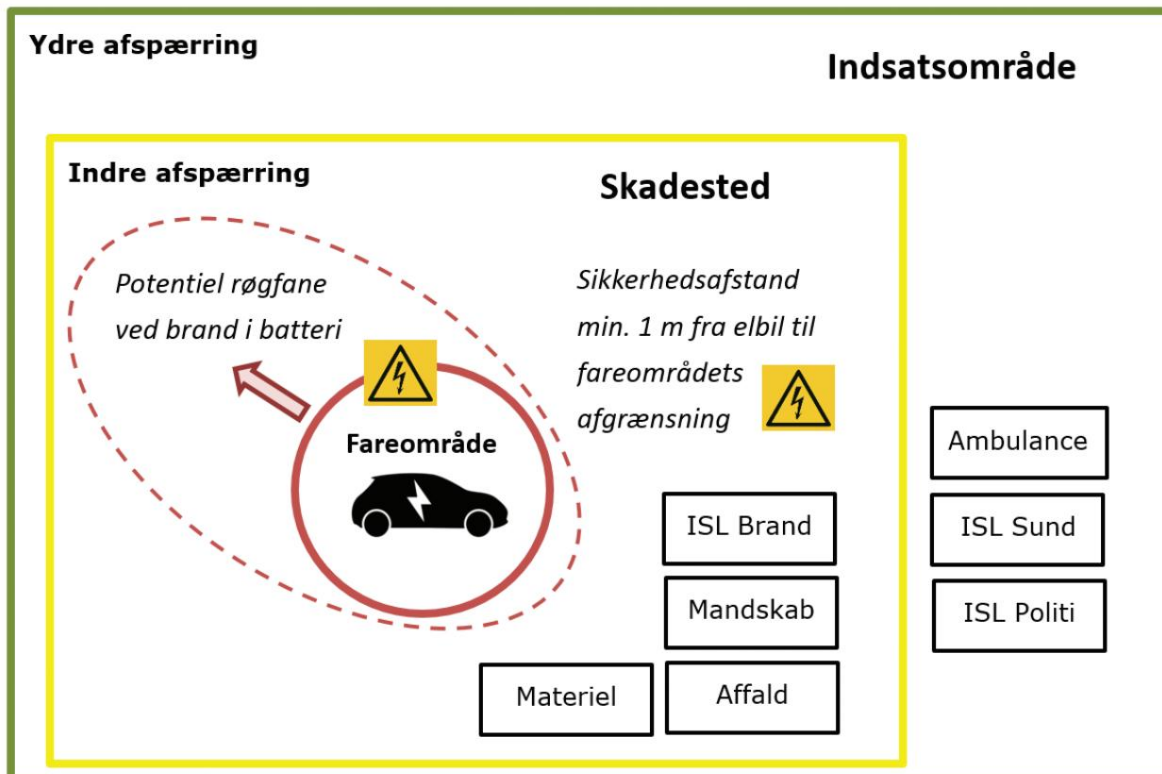 Ydre afspærring
Indsatsområde
Indre afspærring
Skadested
Potentiel røgfane
ved brand i batteri
Sikkerhedsafstand
min. 1 m fra elbil til
fareområdets
afgrænsning
Fareområde
Ambulance
ISL Brand
ISL Sund
Mandskab
ISL Politi
Materiel
Affald